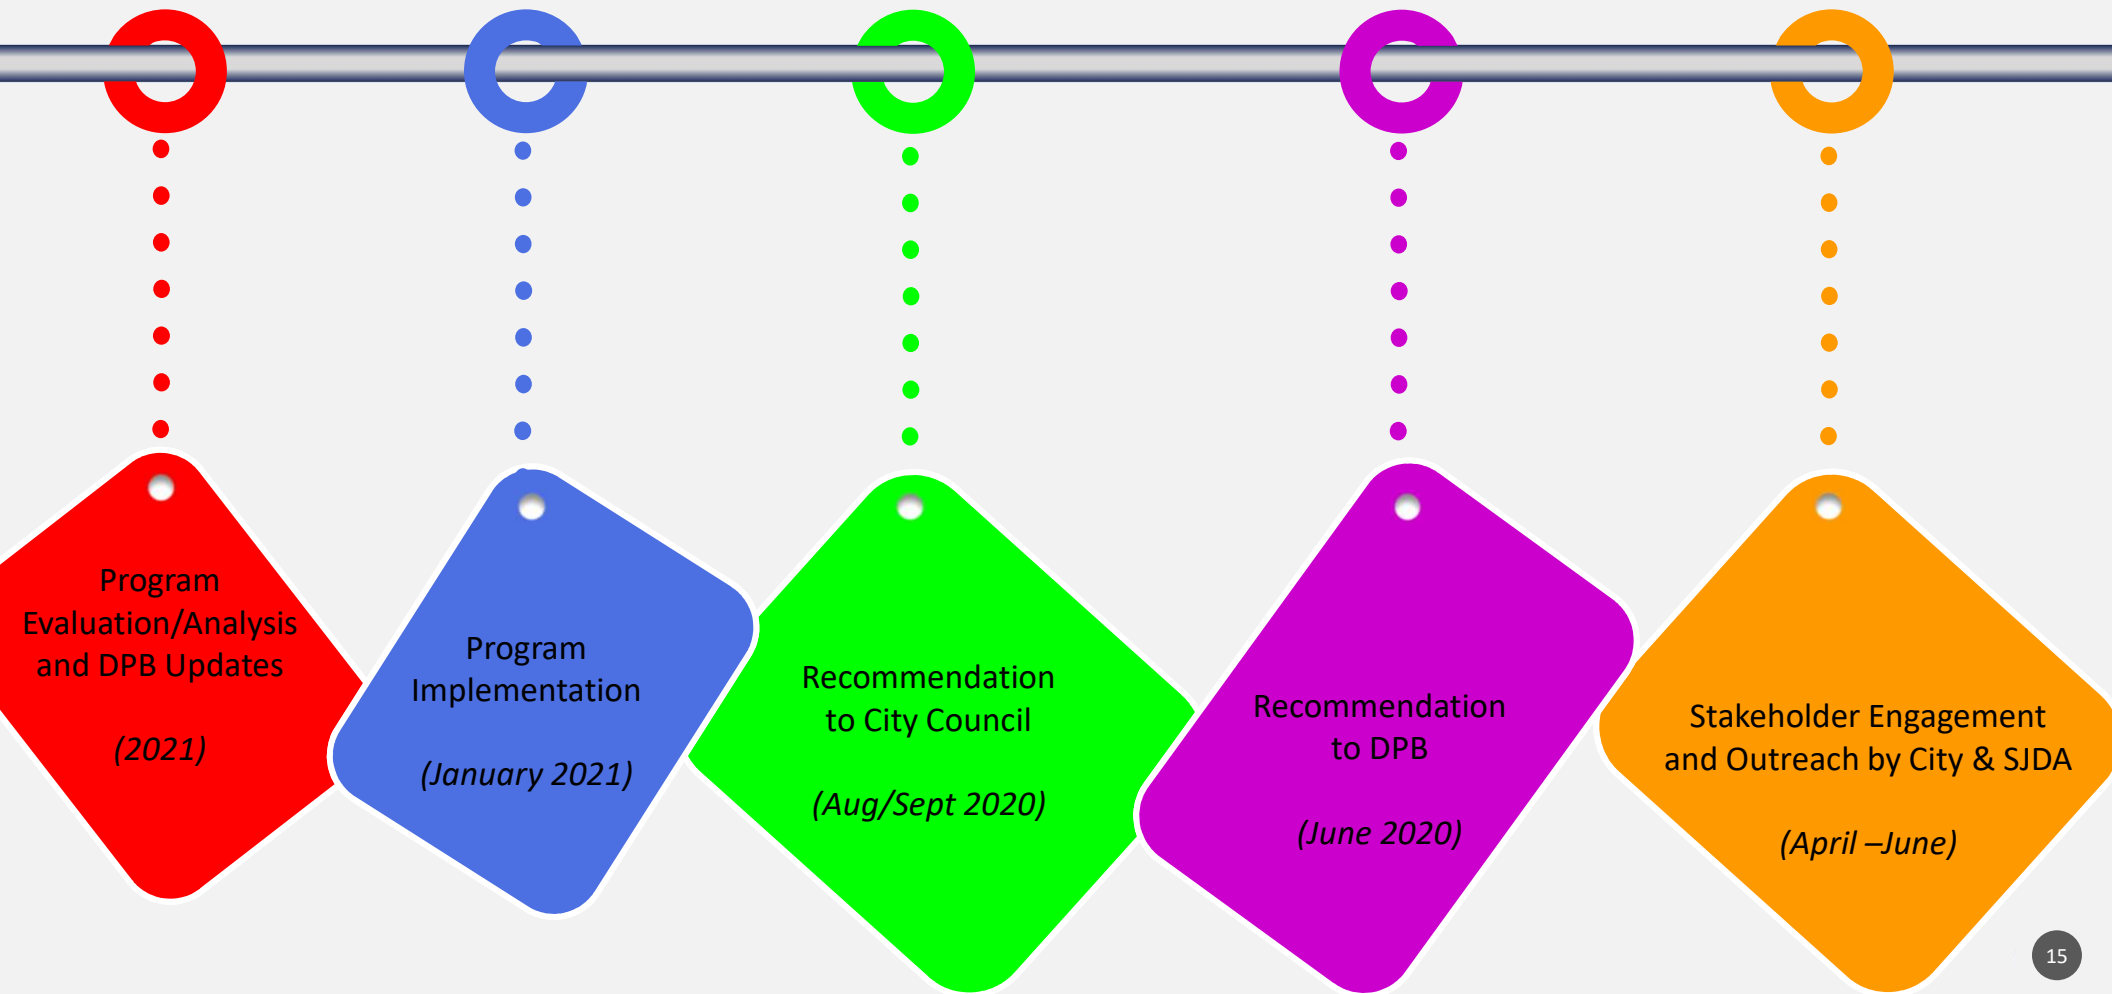 Program
Evaluation/Analysis
and DPB Updates
(2021)
Program
Implementation
(January 2021)
Recommendation
to City Council
(Aug/Sept 2020)
Recommendation
to DPB
(June 2020)
Stakeholder Engagement
and Outreach by City & SJDA
(April –June)
15